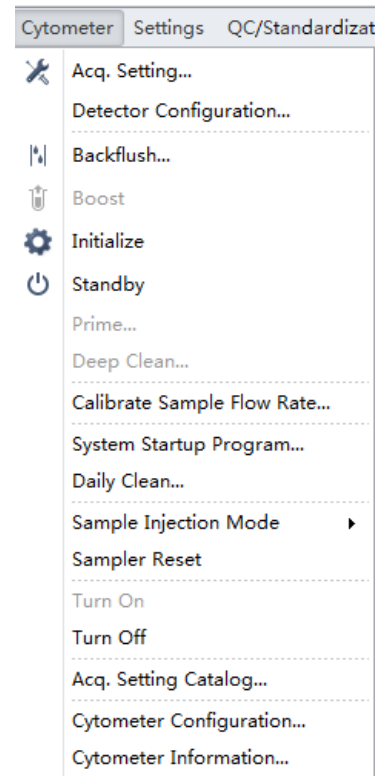 Cytometer Settings QC/Standardizat
Acq. Setting...
Detector Configuration...
Backflush...
Boost
Initialize
Standby
Prime...
Deep Clean...
Calibrate Sample Flow Rate...
System Startup Program...
Daily Clean...
Sample Injection Mode
Sampler Reset
Turn On
Turn Off
Acq. Setting Catalog...
Cytometer Configuration...
Cytometer Information...